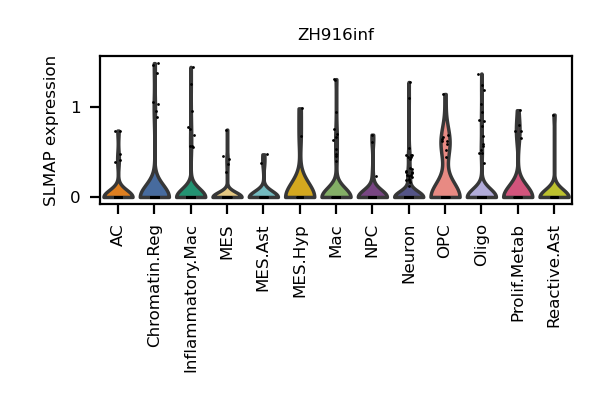 ZH916inf
SLMAP expression
1
0
AC
Chromatin.Reg
Inflammatory.Mac
MES
MES.Ast
MES.Hyp
Mac
NPC
Neuron
OPC
Oligo
Prolif.Metab
Reactive.Ast